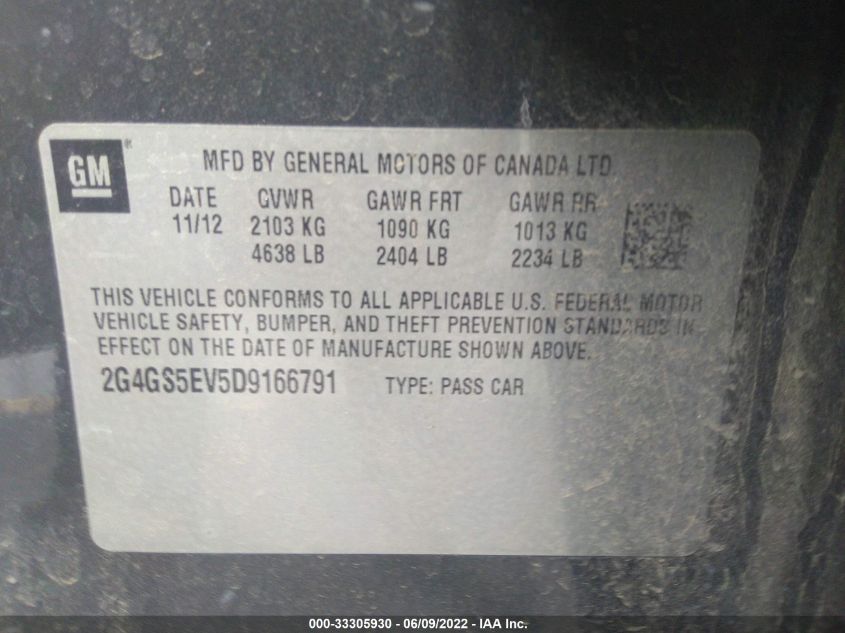 GM ®
MFD BY GENERAL MOTORS OF CANADA LTD
DATE GVWR GAWR FRT GAWR RR
11/12 2103 KG 1090 KG 1013 KG
4638 LB 2404 LB 2234 LB
THIS VEHICLE CONFORMS TO ALL APPLICABLE U.S. FEDERAL MOTOR
VEHICLE SAFETY, BUMPER, AND THEFT PREVENTION STANDARDS IN
EFFECT ON THE DATE OF MANUFACTURE SHOWN ABOVE.
2G4GS5EV5D9166791 TYPE: PASS CAR
000-33305930 - 06/09/2022 - IAA Inc.